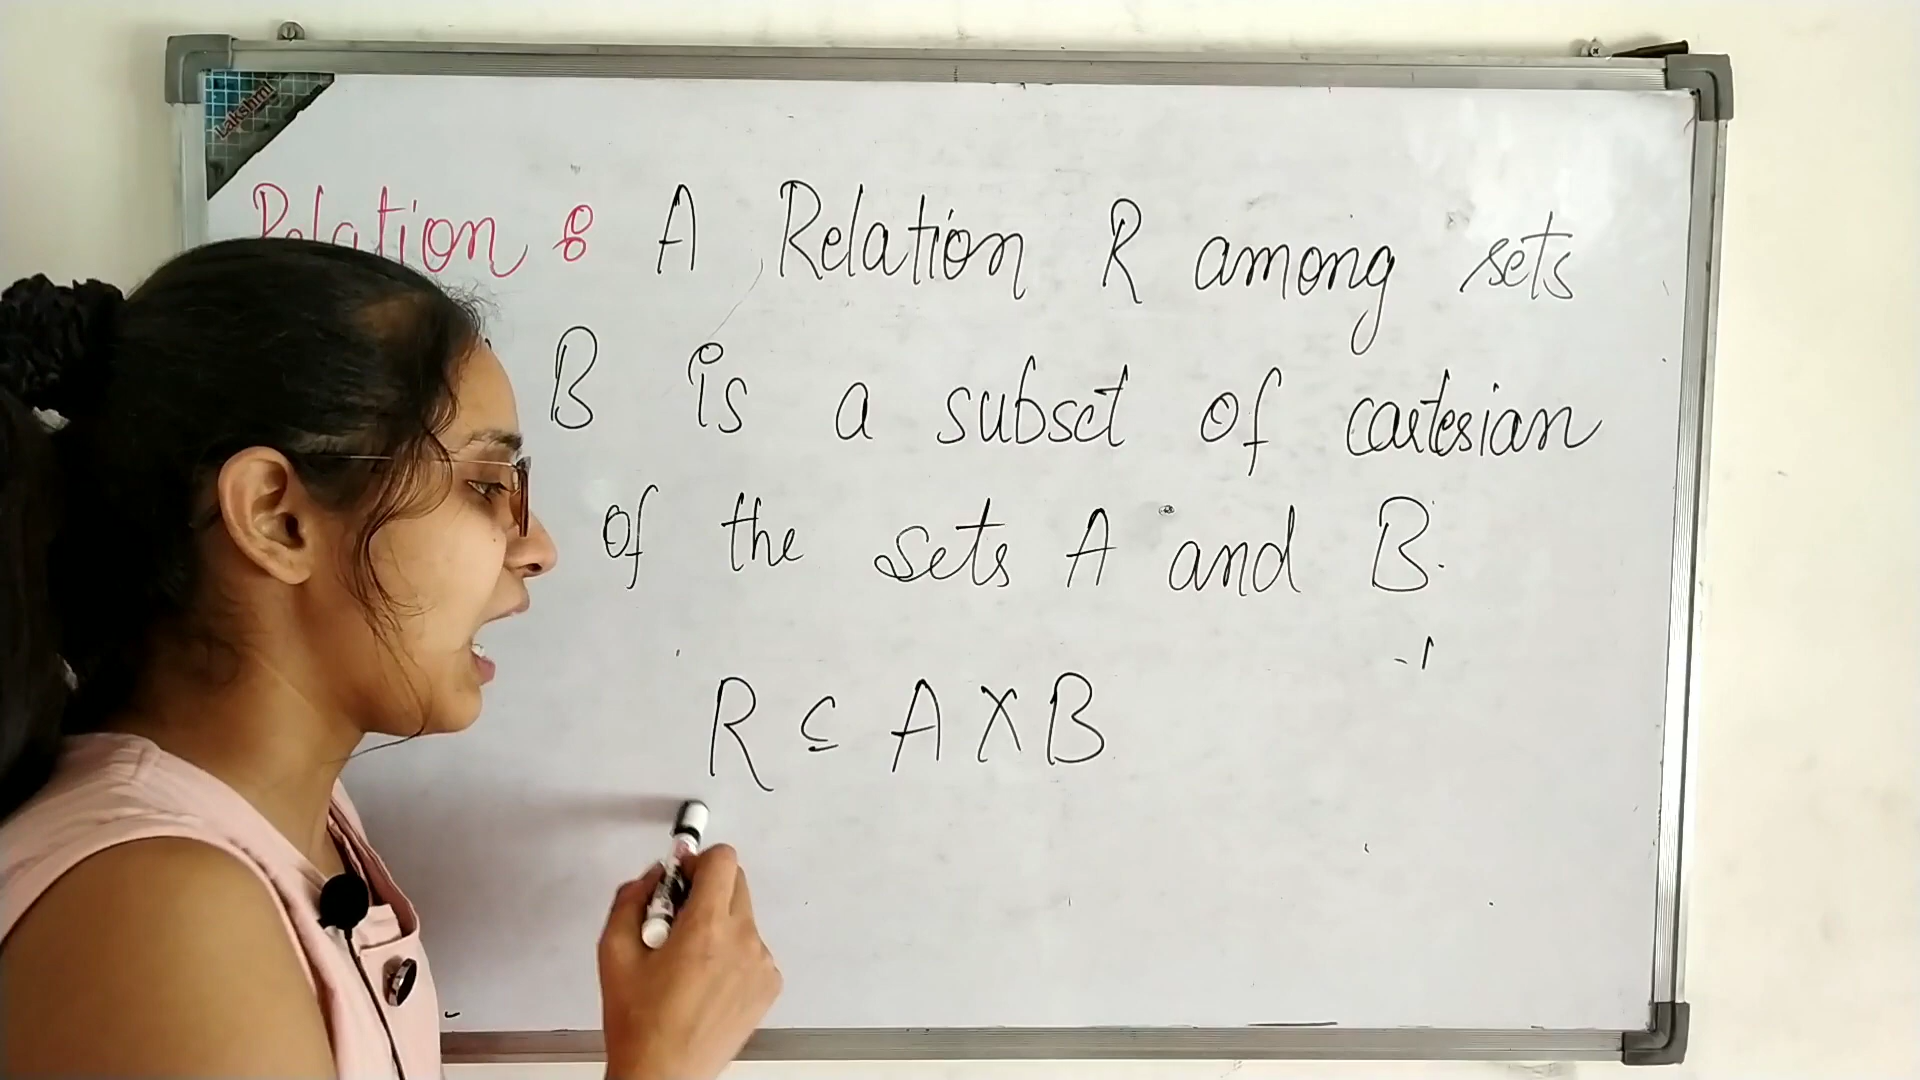 Lakshmi
Relation : A Relation R among sets
B is a subset of cartesian
of the sets A and B.
R ⊆ A X B